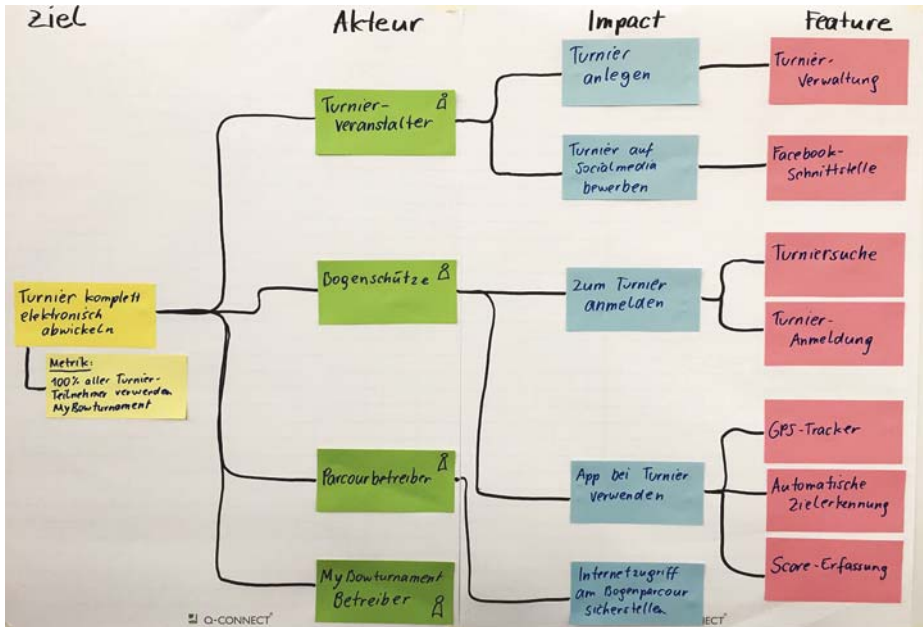 Ziel
Akteur
Impact
Feature
Turnier komplett
elektronisch
abwickeln
Metrik:
100% aller Turnier-
Teilnehmer verwenden
MyBowturnament
Turnier-
veranstalter
Bogenschütze
Parcourbetreiber
MyBowturnament
Betreiber
Turnier
anlegen
Turnier auf
Socialmedia
bewerben
zum Turnier
anmelden
App bei Turnier
verwenden
Internetzugriff
am Bogenparcour
sicherstellen
Turnier-
verwaltung
Facebook-
Schnittstelle
Turniersuche
Turnier-
Anmeldung
GPS-Tracker
Automatische
Zielerkennung
Score-Erfassung
Q-CONNECT
NECT